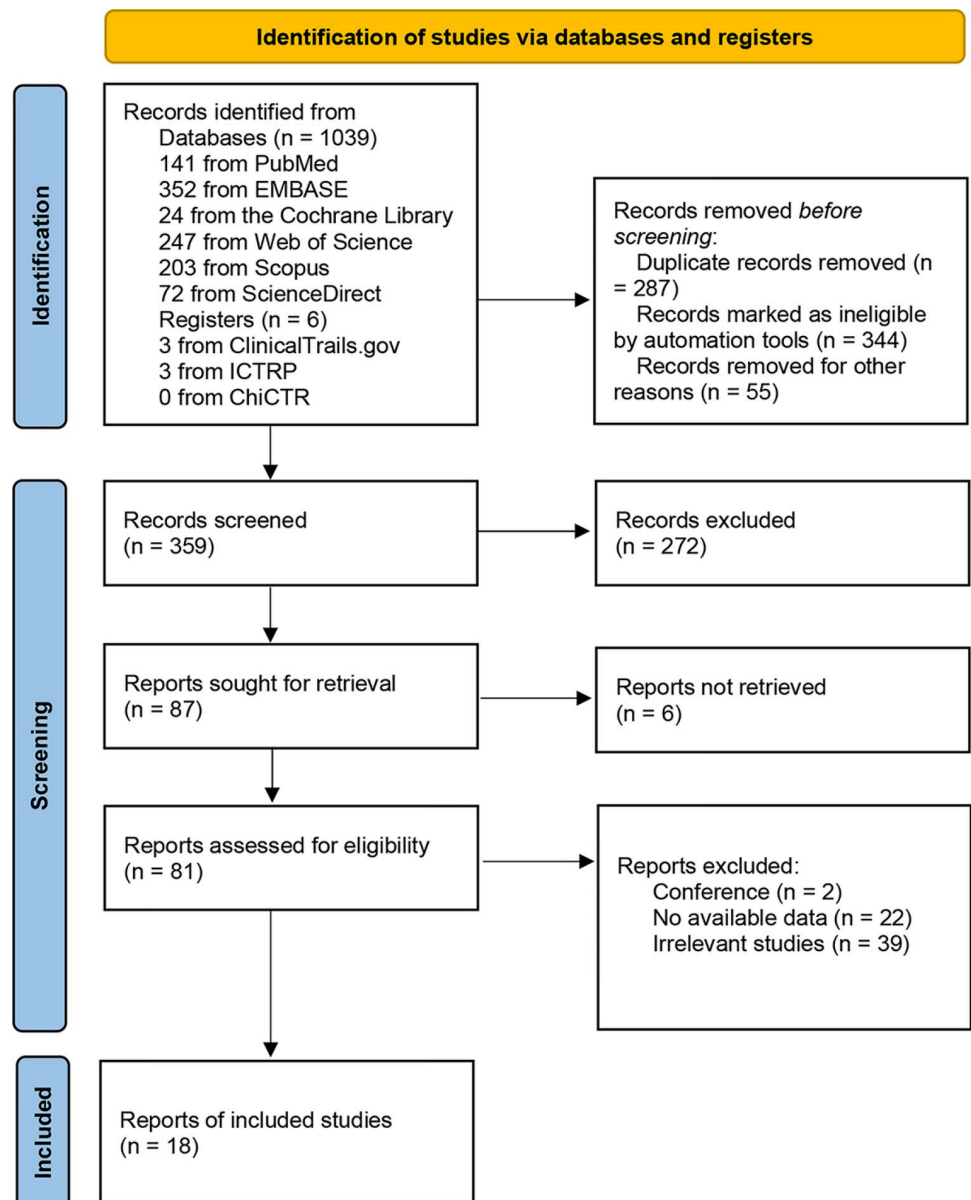 Identification of studies via databases and registers
Identification
Records identified from
Databases (n = 1039)
141 from PubMed
352 from EMBASE
24 from the Cochrane Library
247 from Web of Science
203 from Scopus
72 from ScienceDirect
Registers (n = 6)
3 from ClinicalTrails.gov
3 from ICTRP
0 from ChiCTR
Records removed before
screening:
Duplicate records removed (n
= 287)
Records marked as ineligible
by automation tools (n = 344)
Records removed for other
reasons (n = 55)
Screening
Records screened
(n = 359)
Records excluded
(n = 272)
Reports sought for retrieval
(n = 87)
Reports not retrieved
(n = 6)
Reports assessed for eligibility
(n = 81)
Reports excluded:
Conference (n = 2)
No available data (n = 22)
Irrelevant studies (n = 39)
Included
Reports of included studies
(n = 18)